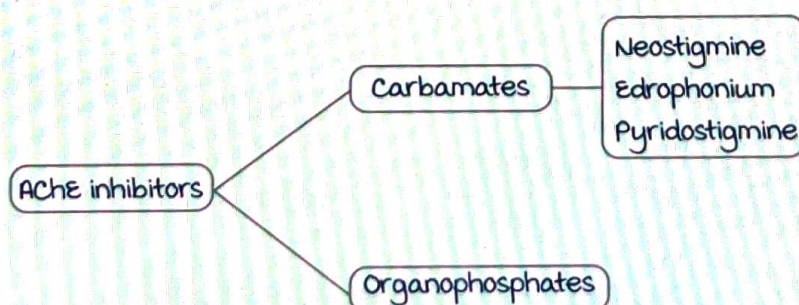 Carbamates
Neostigmine
Edrophonium
Pyridostigmine
AChE inhibitors
Organophosphates